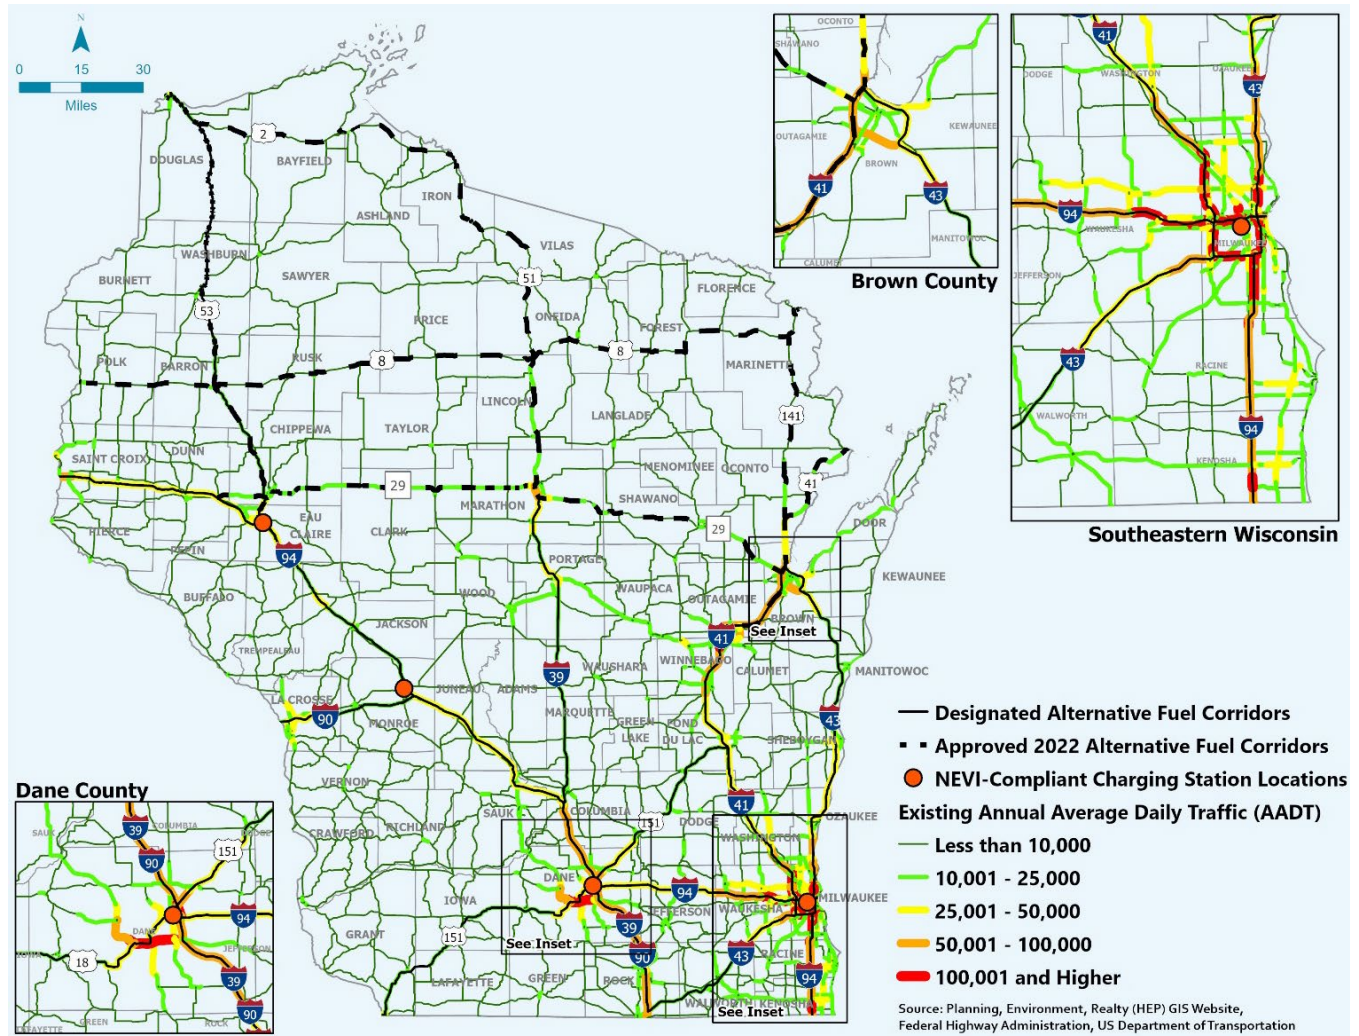 N
0 15 30
Miles
2
DOUGLAS
BAYFIELD
IRON
ASHLAND
VILAS
WASHBURN
BURNETT
SAWYER
51
FLORENCE
53
PRICE
ONEIDA
FOREST
8
8
POLK
BARRON
RUSK
MARINETTE
LINCOLN
LANGLADE
141
CHIPPEWA
TAYLOR
DUNN
SAINT CROIX
MENOMINEE
OCONTO
41
29
MARATHON
SHAWANO
29
EAU
CLAIRE
CLARK
DOOR
PIERCE
PEPIN
94
PORTAGE
KEWAUNEE
WOOD
WAUPACA
OUTAGAMIE
BUFFALO
BROWN
See Inset
JACKSON
41
TREMPEALEAU
WINNEBAGO
WAUSHARA
CALUMET
MANITOWOC
39
JUNEAU
ADAMS
LA CROSSE
90
MONROE
MARQUETTE
GREEN
LAKE
FOND
DU LAC
43
SHEBOYGAN
VERNON
41
SAUK
COLUMBIA
151
DODGE
OZAUKEE
CRAWFORD
RICHLAND
WASHINGTON
DANE
94
IOWA
JEFFERSON
WAUKESHA
MILWAUKEE
GRANT
151
39
See Inset
90
43
RACINE
LAFAYETTE
GREEN
ROCK
94
WALWORTH
KENOSHA
See Inset
OCONTO
SHAWANO
OUTAGAMIE
KEWAUNEE
BROWN
41
43
MANITOWOC
CALUMET
Brown County
41
DODGE
WASHINGTON
OZAUKEE
43
94
WAUKESHA
MILWAUKEE
JEFFERSON
43
RACINE
WALWORTH
94
KENOSHA
Southeastern Wisconsin
Dane County
39
COLUMBIA
SAUK
DODGE
90
151
94
DANE
JEFFERSON
IOWA
18
39
90
GREEN
ROCK
LAFAYETTE
Designated Alternative Fuel Corridors
Approved 2022 Alternative Fuel Corridors
NEVI-Compliant Charging Station Locations
Existing Annual Average Daily Traffic (AADT)
Less than 10,000
10,001 - 25,000
25,001 - 50,000
50,001 - 100,000
100,001 and Higher
Source: Planning, Environment, Realty (HEP) GIS Website,
Federal Highway Administration, US Department of Transportation